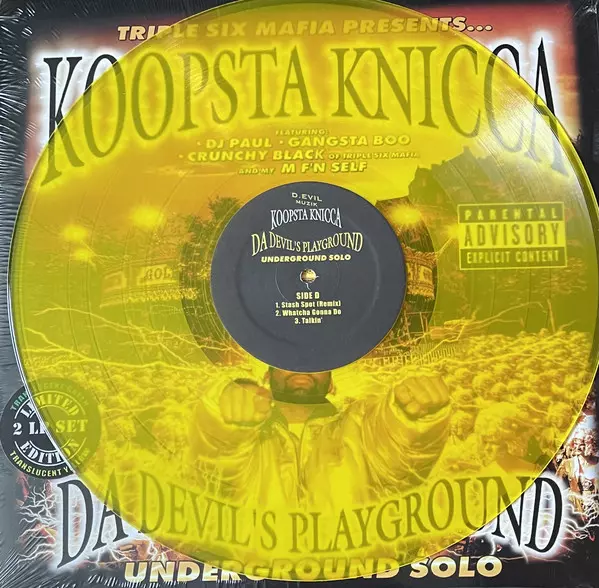 TRIPLE SIX MAFIA PRESENTS...
KOOPSTA KNICCA
FEATURING:
• DJ PAUL • GANGSTA BOO
• CRUNCHY BLACK OF TRIPLE SIX MAFIA
AND MY M F'N SELF
D.EVIL
MUZIK
KOOPSTA KNICCA
DA DEVIL'S PLAYGROUND
UNDERGROUND SOLO
SIDE D
1. Stash Spot (Remix)
2. Whatcha Gonna Do
3. Talkin'
PARENTAL
ADVISORY
EXPLICIT CONTENT
LIMITED
2 LP SET
EDITION
DA DEVIL'S PLAYGROUND
UNDERGROUND SOLO